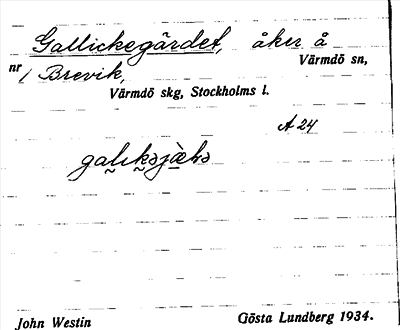 Gallickegärdet, åker å
nr 1 Brevik, Värmdö sn,
Värmdö skg, Stockholms l.
A 24
John Westin Gösta Lundberg 1934.